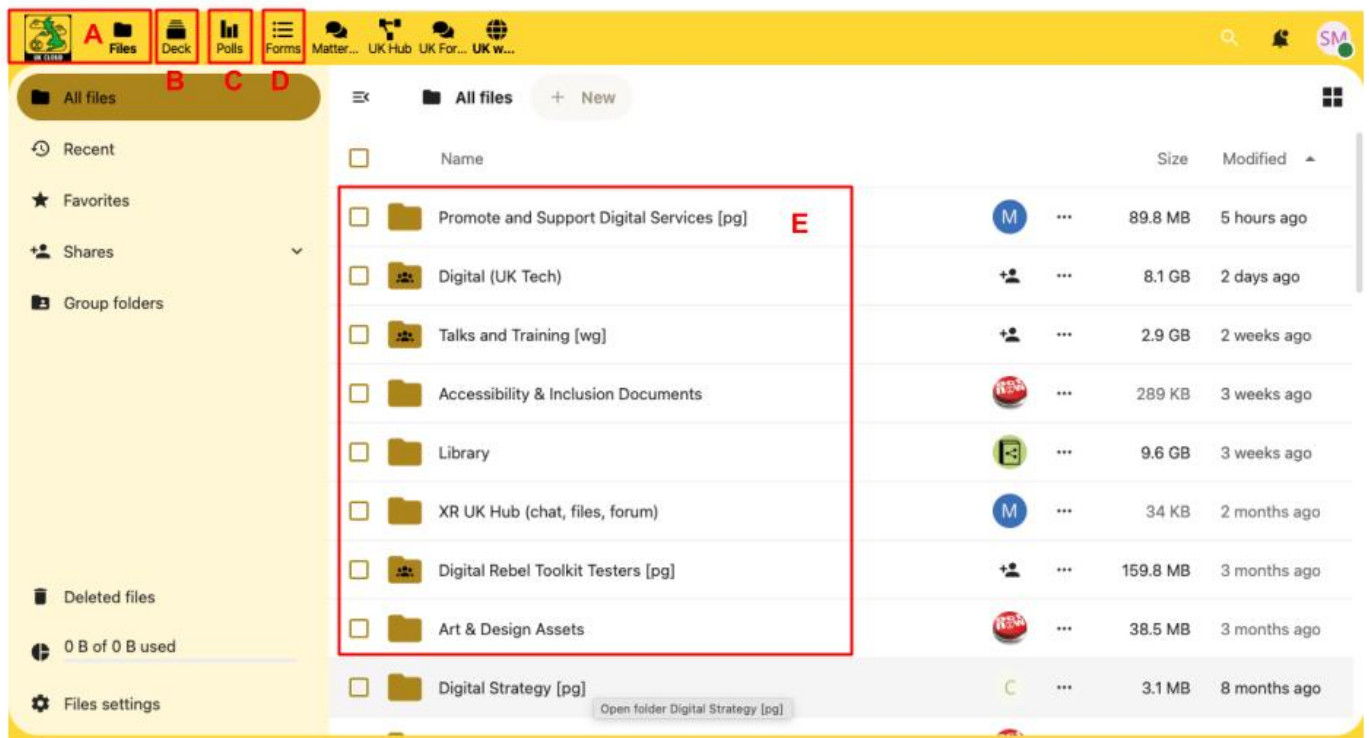 UK CLOUD
A
Files
Deck
Polls
Forms
Matter...
UK Hub
UK For...
UK w...
SM
B
C
D
All files
Recent
Favorites
Shares
Group folders
Deleted files
0 B of 0 B used
Files settings
All files + New
Name Size Modified
Promote and Support Digital Services [pg] E M ... 89.8 MB 5 hours ago
Digital (UK Tech) ... 8.1 GB 2 days ago
Talks and Training [wg] ... 2.9 GB 2 weeks ago
Accessibility & Inclusion Documents ... 289 KB 3 weeks ago
Library ... 9.6 GB 3 weeks ago
XR UK Hub (chat, files, forum) M ... 34 KB 2 months ago
Digital Rebel Toolkit Testers [pg] ... 159.8 MB 3 months ago
Art & Design Assets ... 38.5 MB 3 months ago
Digital Strategy [pg] C ... 3.1 MB 8 months ago
Open folder Digital Strategy [pg]